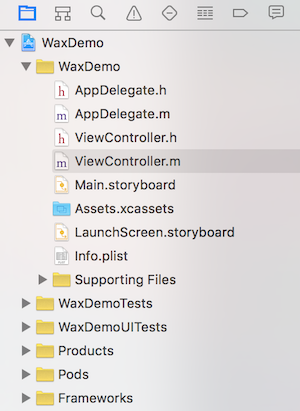 WaxDemo
WaxDemo
h AppDelegate.h
m AppDelegate.m
h ViewController.h
m ViewController.m
Main.storyboard
Assets.xcassets
LaunchScreen.storyboard
Info.plist
Supporting Files
WaxDemoTests
WaxDemoUITests
Products
Pods
Frameworks